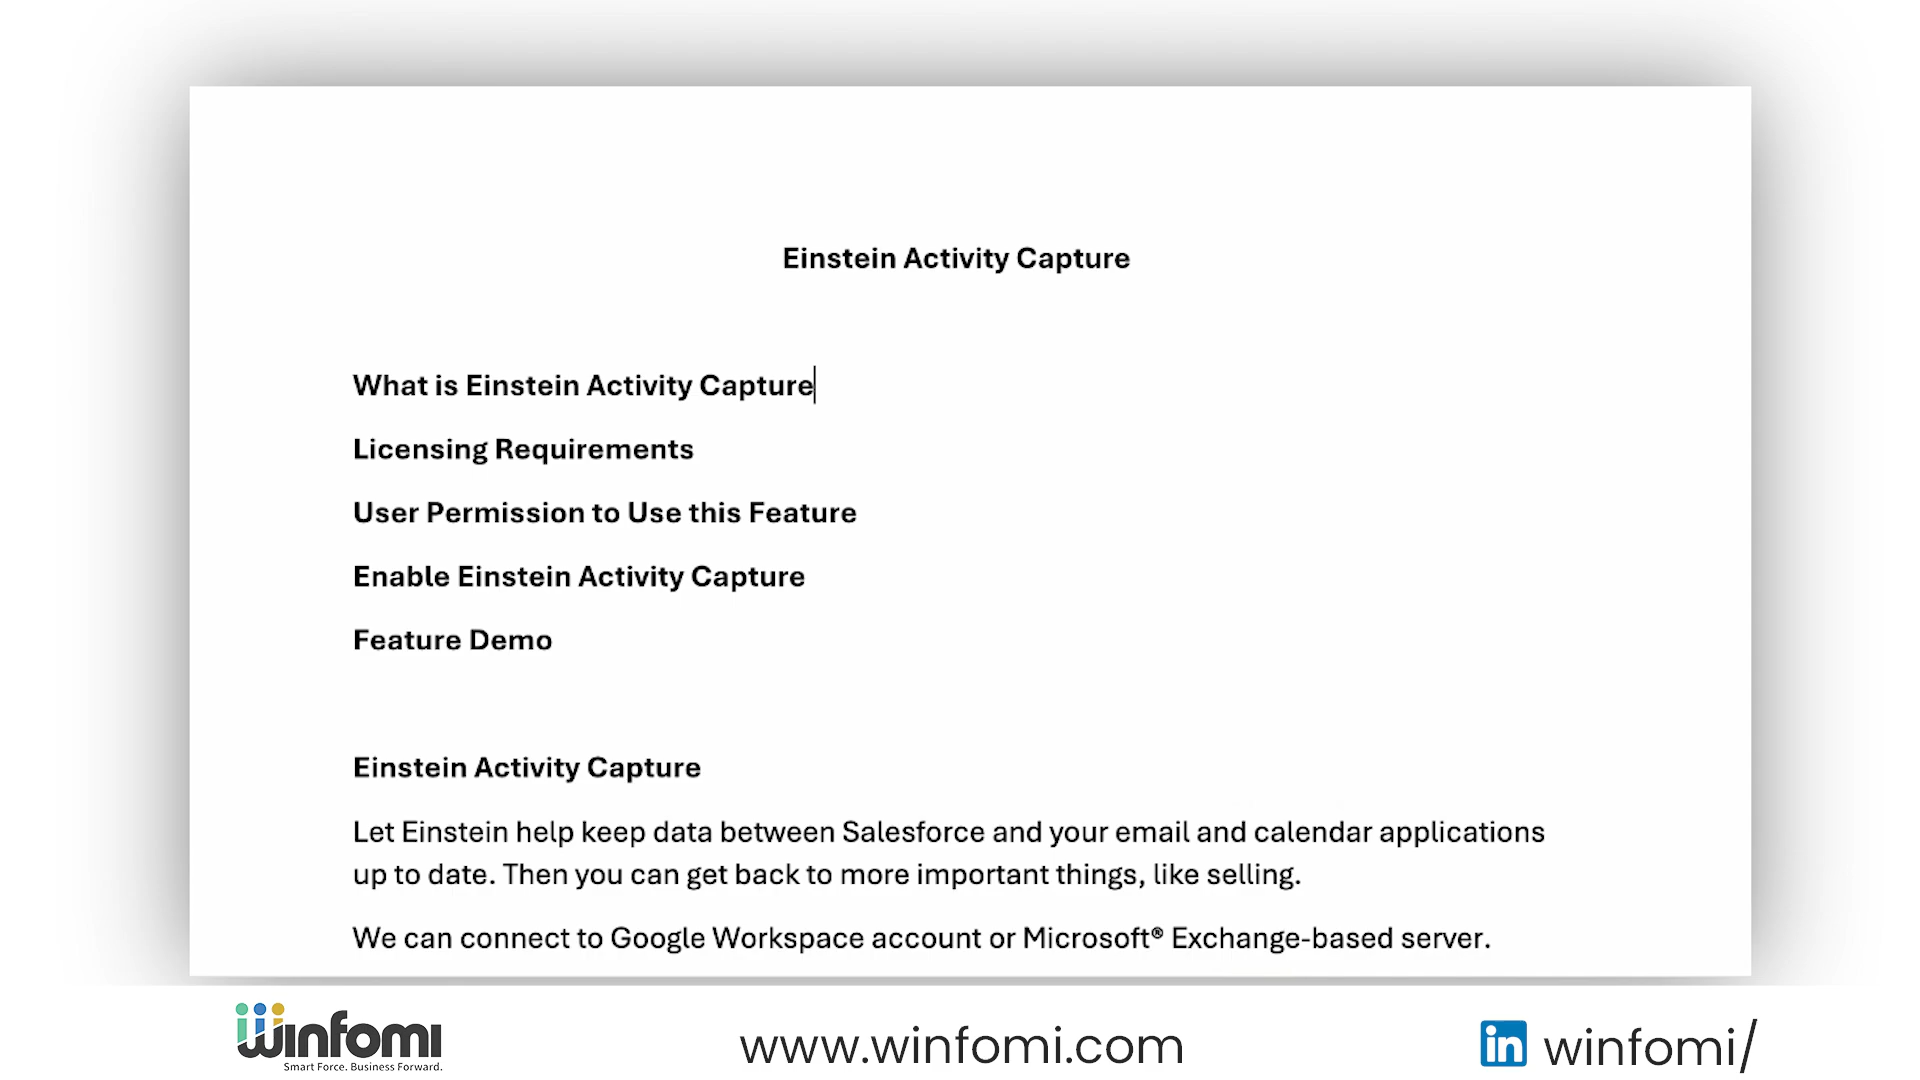 Einstein Activity Capture
What is Einstein Activity Capture
Licensing Requirements
User Permission to Use this Feature
Enable Einstein Activity Capture
Feature Demo
Einstein Activity Capture
Let Einstein help keep data between Salesforce and your email and calendar applications
up to date. Then you can get back to more important things, like selling.
We can connect to Google Workspace account or Microsoft® Exchange-based server.
winfomi
Smart Force. Business Forward.
www.winfomi.com
in winfomi/